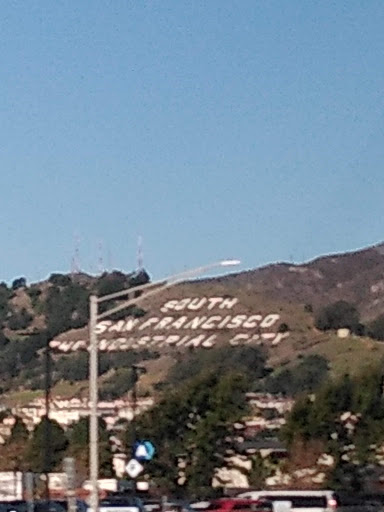 SOUTH
SAN FRANCISCO
THE INDUSTRIAL CITY